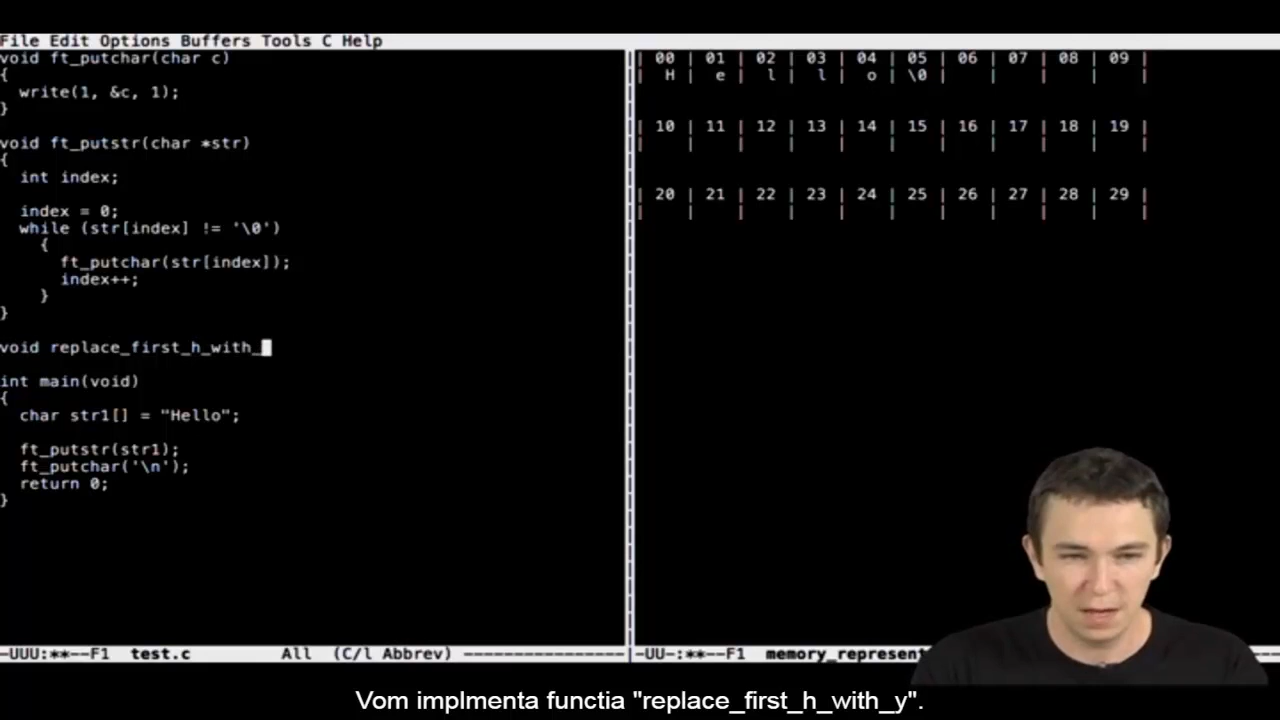 File Edit Options Buffers Tools C Help
void ft_putchar(char c)
{
write(1, &c, 1);
}
void ft_putstr(char *str)
{
int index;
index = 0;
while (str[index] != '\0')
{
ft_putchar(str[index]);
index++;
}
}
void replace_first_h_with_
int main(void)
{
char str1[] = "Hello";
ft_putstr(str1);
ft_putchar('\n');
return 0;
}
-UUU:**--F1 test.c All (C/l Abbrev) ----------------
| 00 | 01 | 02 | 03 | 04 | 05 | 06 | 07 | 08 | 09 |
| H | e | l | l | o | \0 | | | | |
| 10 | 11 | 12 | 13 | 14 | 15 | 16 | 17 | 18 | 19 |
| | | | | | | | | | |
| 20 | 21 | 22 | 23 | 24 | 25 | 26 | 27 | 28 | 29 |
| | | | | | | | | | |
-UU-:**--F1 memory_represent
Vom implmenta functia "replace_first_h_with_y".